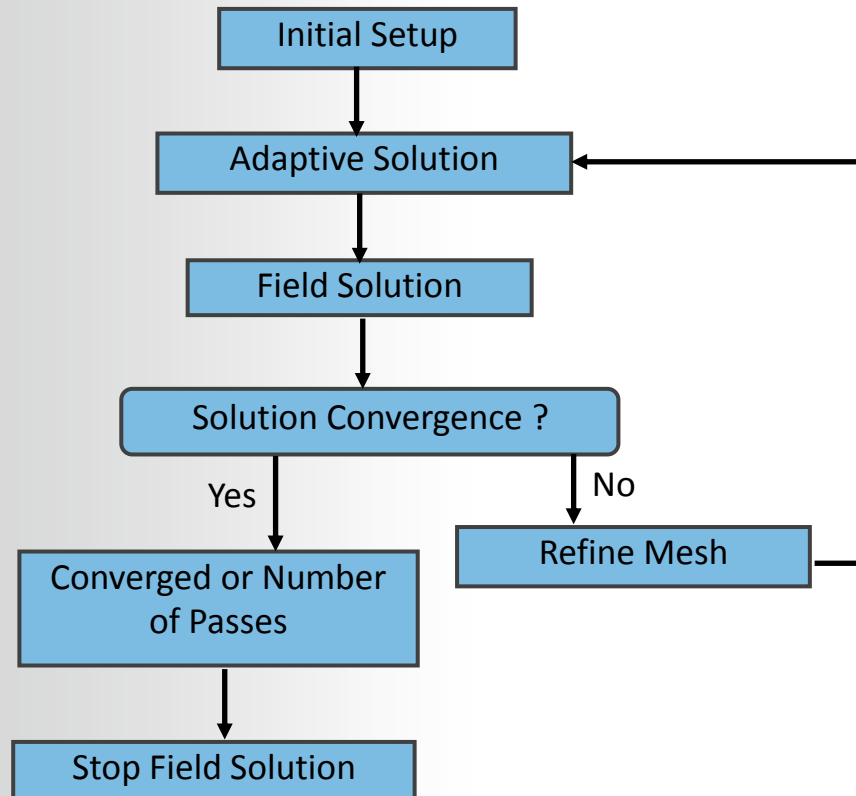 Initial Setup
Adaptive Solution
Field Solution
Solution Convergence ?
Yes
No
Converged or Number
of Passes
Refine Mesh
Stop Field Solution